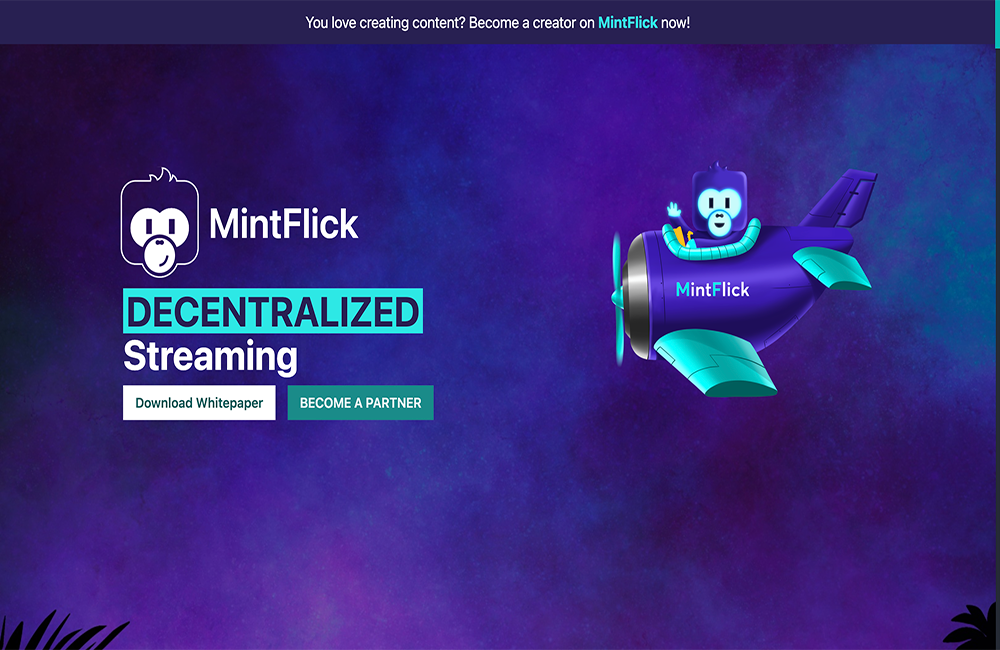 You love creating content? Become a creator on MintFlick now!
MintFlick
DECENTRALIZED
Streaming
Download Whitepaper
BECOME A PARTNER
MintFlick